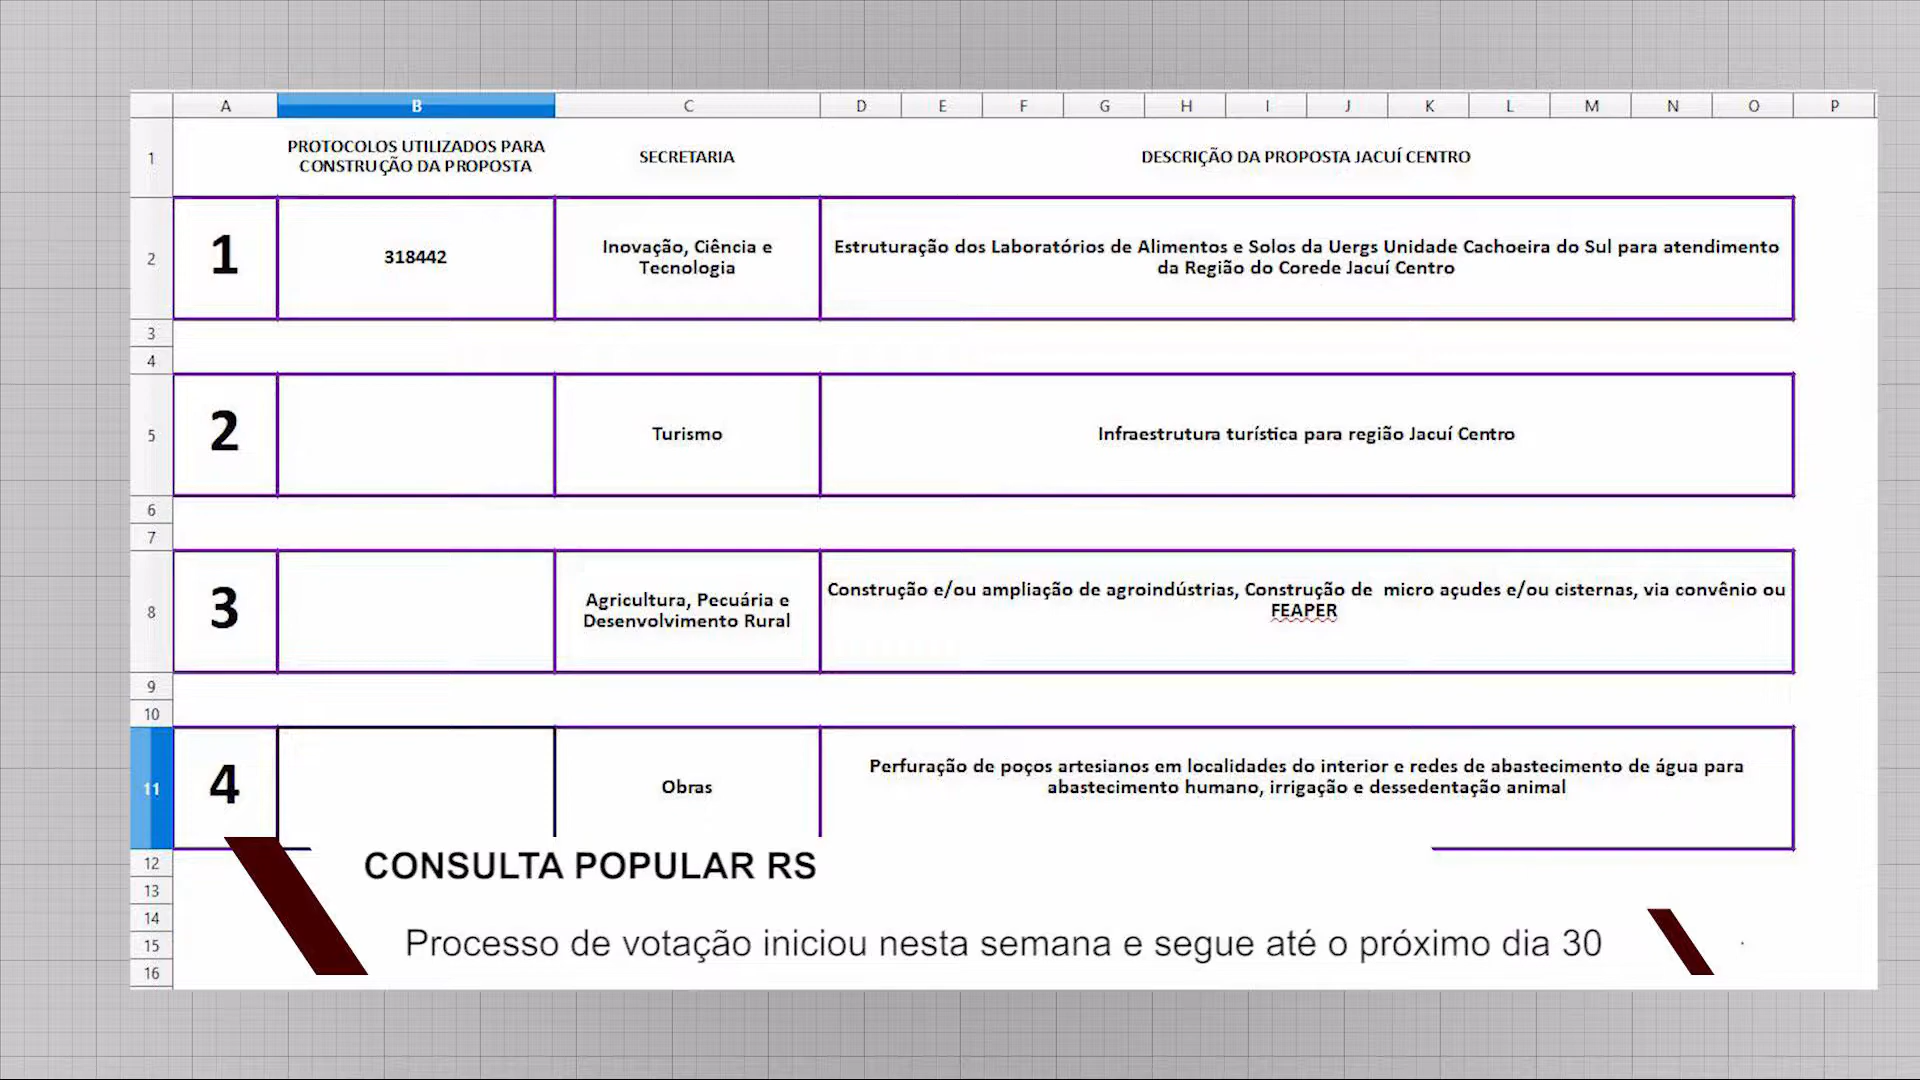 A B C D E F G H I J K L M N O P
1
PROTOCOLOS UTILIZADOS PARA
CONSTRUÇÃO DA PROPOSTA
SECRETARIA
DESCRIÇÃO DA PROPOSTA JACUÍ CENTRO
2
1
318442
Inovação, Ciência e
Tecnologia
Estruturação dos Laboratórios de Alimentos e Solos da Uergs Unidade Cachoeira do Sul para atendimento
da Região do Corede Jacuí Centro
3
4
5
2
Turismo
Infraestrutura turística para região Jacuí Centro
6
7
8
3
Agricultura, Pecuária e
Desenvolvimento Rural
Construção e/ou ampliação de agroindústrias, Construção de  micro açudes e/ou cisternas, via convênio ou
FEAPER
9
10
11
4
Obras
Perfuração de poços artesianos em localidades do interior e redes de abastecimento de água para
abastecimento humano, irrigação e dessedentação animal
12
CONSULTA POPULAR RS
13
14
15
Processo de votação iniciou nesta semana e segue até o próximo dia 30
16